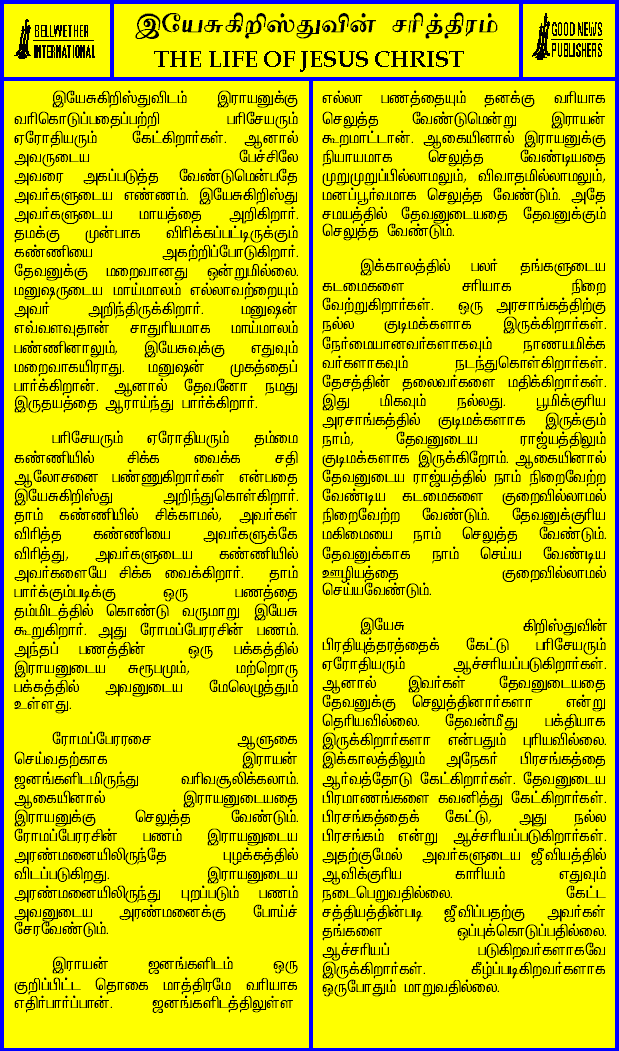 BELLWETHER
INTERNATIONAL
இயேசுகிறிஸ்துவின் சரித்திரம்
THE LIFE OF JESUS CHRIST
GOOD NEWS
PUBLISHERS
இயேசுகிறிஸ்துவிடம் இராயனுக்கு
வரிகொடுப்பதைப்பற்றி பரிசேயரும்
ஏரோதியரும் கேட்கிறார்கள். ஆனால்
அவருடைய பேச்சிலே
அவரை அகப்படுத்த வேண்டுமென்பதே
அவர்களுடைய எண்ணம். இயேசுகிறிஸ்து
அவர்களுடைய மாயத்தை அறிகிறார்.
தமக்கு முன்பாக விரிக்கப்பட்டிருக்கும்
கண்ணியை அகற்றிப்போடுகிறார்.
தேவனுக்கு மறைவானது ஒன்றுமில்லை.
மனுஷருடைய மாய்மாலம் எல்லாவற்றையும்
அவர் அறிந்திருக்கிறார். மனுஷன்
எவ்வளவுதான் சாதுரியமாக மாய்மாலம்
பண்ணினாலும், இயேசுவுக்கு எதுவும்
மறைவாகயிராது. மனுஷன் முகத்தைப்
பார்க்கிறான். ஆனால் தேவனோ நமது
இருதயத்தை ஆராய்ந்து பார்க்கிறார்.
பரிசேயரும் ஏரோதியரும் தம்மை
கண்ணியில் சிக்க வைக்க சதி
ஆலோசனை பண்ணுகிறார்கள் என்பதை
இயேசுகிறிஸ்து அறிந்துகொள்கிறார்.
தாம் கண்ணியில் சிக்காமல், அவர்கள்
விரித்த கண்ணியை அவர்களுக்கே
விரித்து, அவர்களுடைய கண்ணியில்
அவர்களையே சிக்க வைக்கிறார். தாம்
பார்க்கும்படிக்கு ஒரு பணத்தை
தம்மிடத்தில் கொண்டு வருமாறு இயேசு
கூறுகிறார். அது ரோமப்பேரரசின் பணம்.
அந்தப் பணத்தின் ஒரு பக்கத்தில்
இராயனுடைய சுரூபமும், மற்றொரு
பக்கத்தில் அவனுடைய மேலெழுத்தும்
உள்ளது.
ரோமப்பேரரசை ஆளுகை
செய்வதற்காக இராயன்
ஜனங்களிடமிருந்து வரிவசூலிக்கலாம்.
ஆகையினால் இராயனுடையதை
இராயனுக்கு செலுத்த வேண்டும்.
ரோமப்பேரரசின் பணம் இராயனுடைய
அரண்மனையிலிருந்தே புழக்கத்தில்
விடப்படுகிறது. இராயனுடைய
அரண்மனையிலிருந்து புறப்படும் பணம்
அவனுடைய அரண்மனைக்கு போய்ச்
சேரவேண்டும்.
இராயன் ஜனங்களிடம் ஒரு
குறிப்பிட்ட தொகை மாத்திரமே வரியாக
எதிர்பார்ப்பான். ஜனங்களிடத்திலுள்ள
எல்லா பணத்தையும் தனக்கு வரியாக
செலுத்த வேண்டுமென்று இராயன்
கூறமாட்டான். ஆகையினால் இராயனுக்கு
நியாயமாக செலுத்த வேண்டியதை
முறுமுறுப்பில்லாமலும், விவாதமில்லாமலும்,
மனப்பூர்வமாக செலுத்த வேண்டும். அதே
சமயத்தில் தேவனுடையதை தேவனுக்கும்
செலுத்த வேண்டும்.
இக்காலத்தில் பலர் தங்களுடைய
கடமைகளை சரியாக நிறை
வேற்றுகிறார்கள். ஒரு அரசாங்கத்திற்கு
நல்ல குடிமக்களாக இருக்கிறார்கள்.
நேர்மையானவர்களாகவும் நாணயமிக்க
வர்களாகவும் நடந்துகொள்கிறார்கள்.
தேசத்தின் தலைவர்களை மதிக்கிறார்கள்.
இது மிகவும் நல்லது. பூமிக்குரிய
அரசாங்கத்தில் குடிமக்களாக இருக்கும்
நாம், தேவனுடைய ராஜ்யத்திலும்
குடிமக்களாக இருக்கிறோம். ஆகையினால்
தேவனுடைய ராஜ்யத்தில் நாம் நிறைவேற்ற
வேண்டிய கடமைகளை குறைவில்லாமல்
நிறைவேற்ற வேண்டும். தேவனுக்குரிய
மகிமையை நாம் செலுத்த வேண்டும்.
தேவனுக்காக நாம் செய்ய வேண்டிய
ஊழியத்தை குறைவில்லாமல்
செய்யவேண்டும்.
இயேசு கிறிஸ்துவின்
பிரதியுத்தரத்தைக் கேட்டு பரிசேயரும்
ஏரோதியரும் ஆச்சரியப்படுகிறார்கள்.
ஆனால் இவர்கள் தேவனுடையதை
தேவனுக்கு செலுத்தினார்களா என்று
தெரியவில்லை. தேவன்மீது பக்தியாக
இருக்கிறார்களா என்பதும் புரியவில்லை.
இக்காலத்திலும் அநேகர் பிரசங்கத்தை
ஆர்வத்தோடு கேட்கிறார்கள். தேவனுடைய
பிரமாணங்களை கவனித்து கேட்கிறார்கள்.
பிரசங்கத்தைக் கேட்டு, அது நல்ல
பிரசங்கம் என்று ஆச்சரியப்படுகிறார்கள்.
அதற்குமேல் அவர்களுடைய ஜீவியத்தில்
ஆவிக்குரிய காரியம் எதுவும்
நடைபெறுவதில்லை. கேட்ட
சத்தியத்தின்படி ஜீவிப்பதற்கு அவர்கள்
தங்களை ஒப்புக்கொடுப்பதில்லை.
ஆச்சரியப் படுகிறவர்களாகவே
இருக்கிறார்கள். கீழ்ப்படிகிறவர்களாக
ஒருபோதும் மாறுவதில்லை.